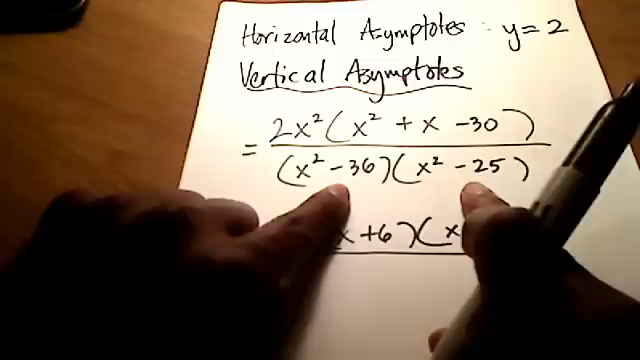 Horizontal Asymptotes : y = 2
Vertical Asymptotes
= 2x² ( x² + x - 30 )
(x² - 36)(x² - 25)
x + 6)(x